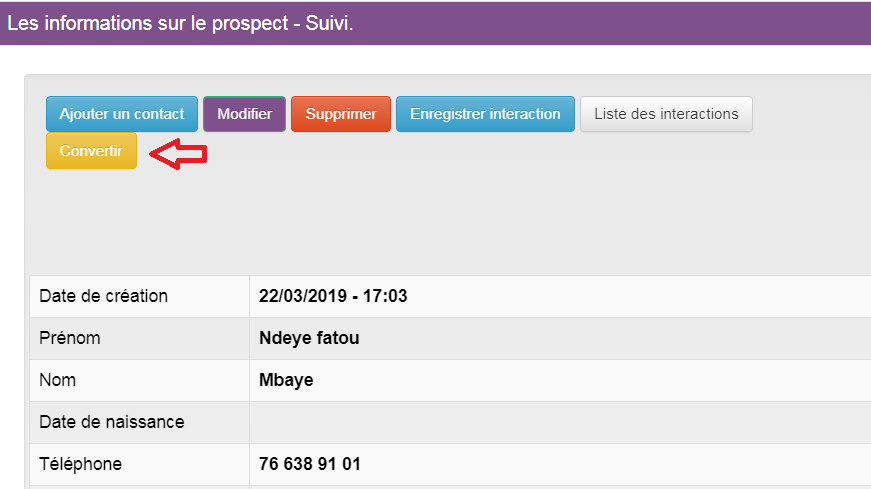 Les informations sur le prospect - Suivi.
Ajouter un contact Modifier Supprimer Enregistrer interaction Liste des interactions
Convertir
Date de création 22/03/2019 - 17:03
Prénom Ndeye fatou
Nom Mbaye
Date de naissance
Téléphone 76 638 91 01